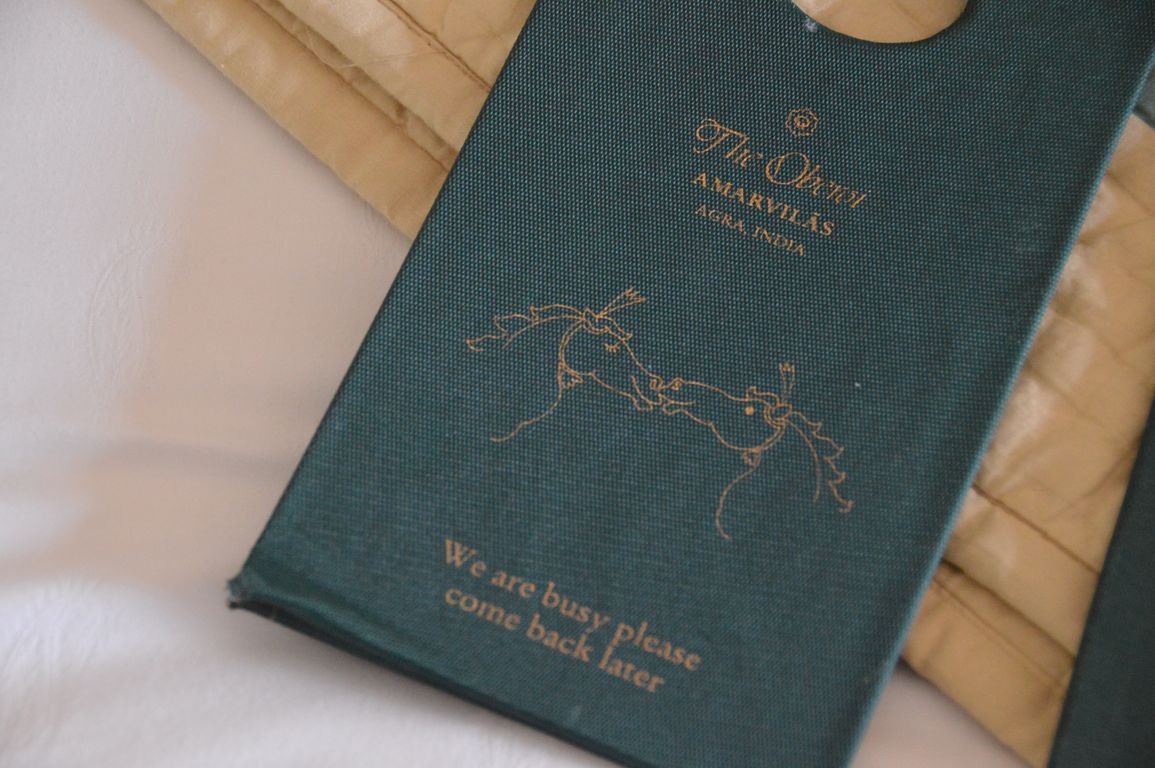 The Oberoi
AMARVILĀS
AGRA, INDIA
We are busy please
come back later